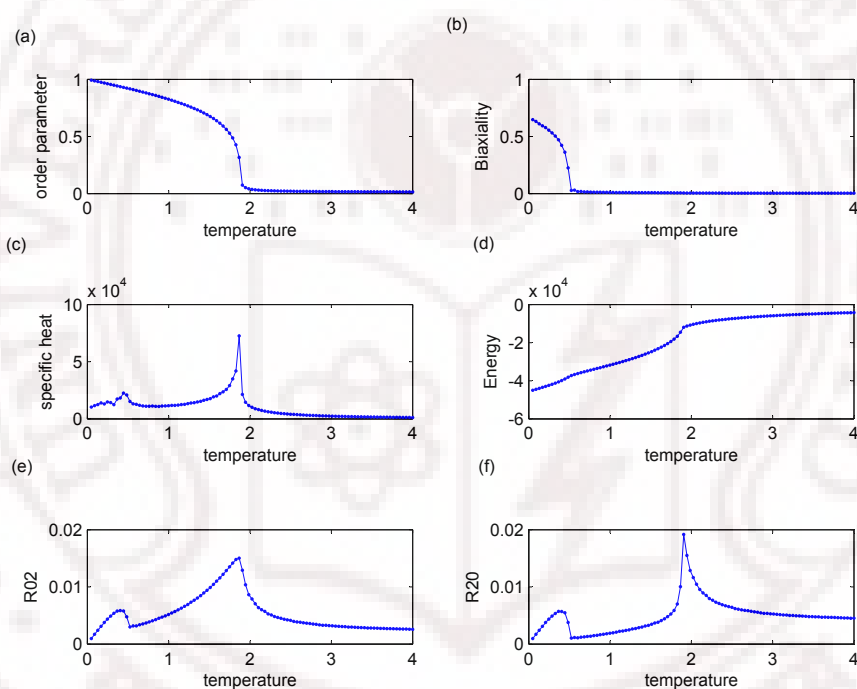 (a)
1
0.5
0
order parameter
0 1 2 3 4
temperature
(b)
1
0.5
0
Biaxiality
0 1 2 3 4
temperature
(c)
x 10^4
10
5
0
specific heat
0 1 2 3 4
temperature
(d)
x 10^4
0
-2
-4
-6
Energy
0 1 2 3 4
temperature
(e)
0.02
0.01
0
R02
0 1 2 3 4
temperature
(f)
0.02
0.01
0
R20
0 1 2 3 4
temperature